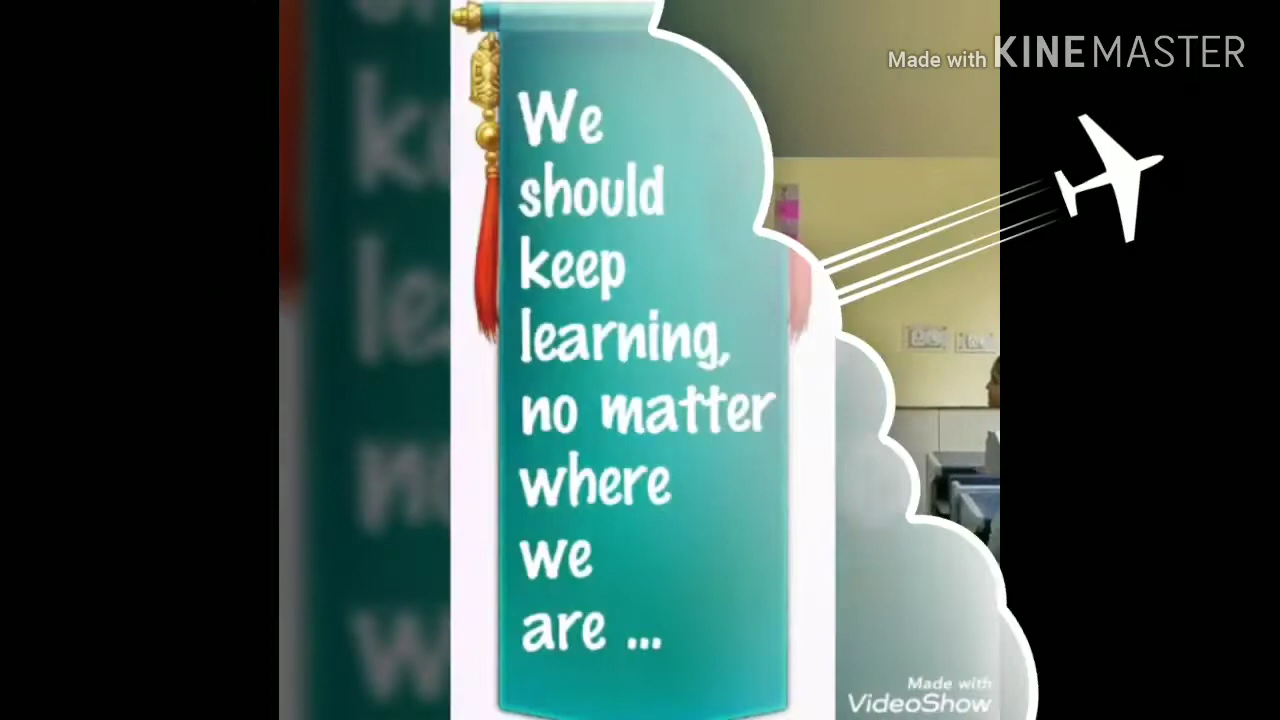 Made with KINEMASTER
We
should
keep
learning,
no matter
where
we
are ...
Made with
VideoShow